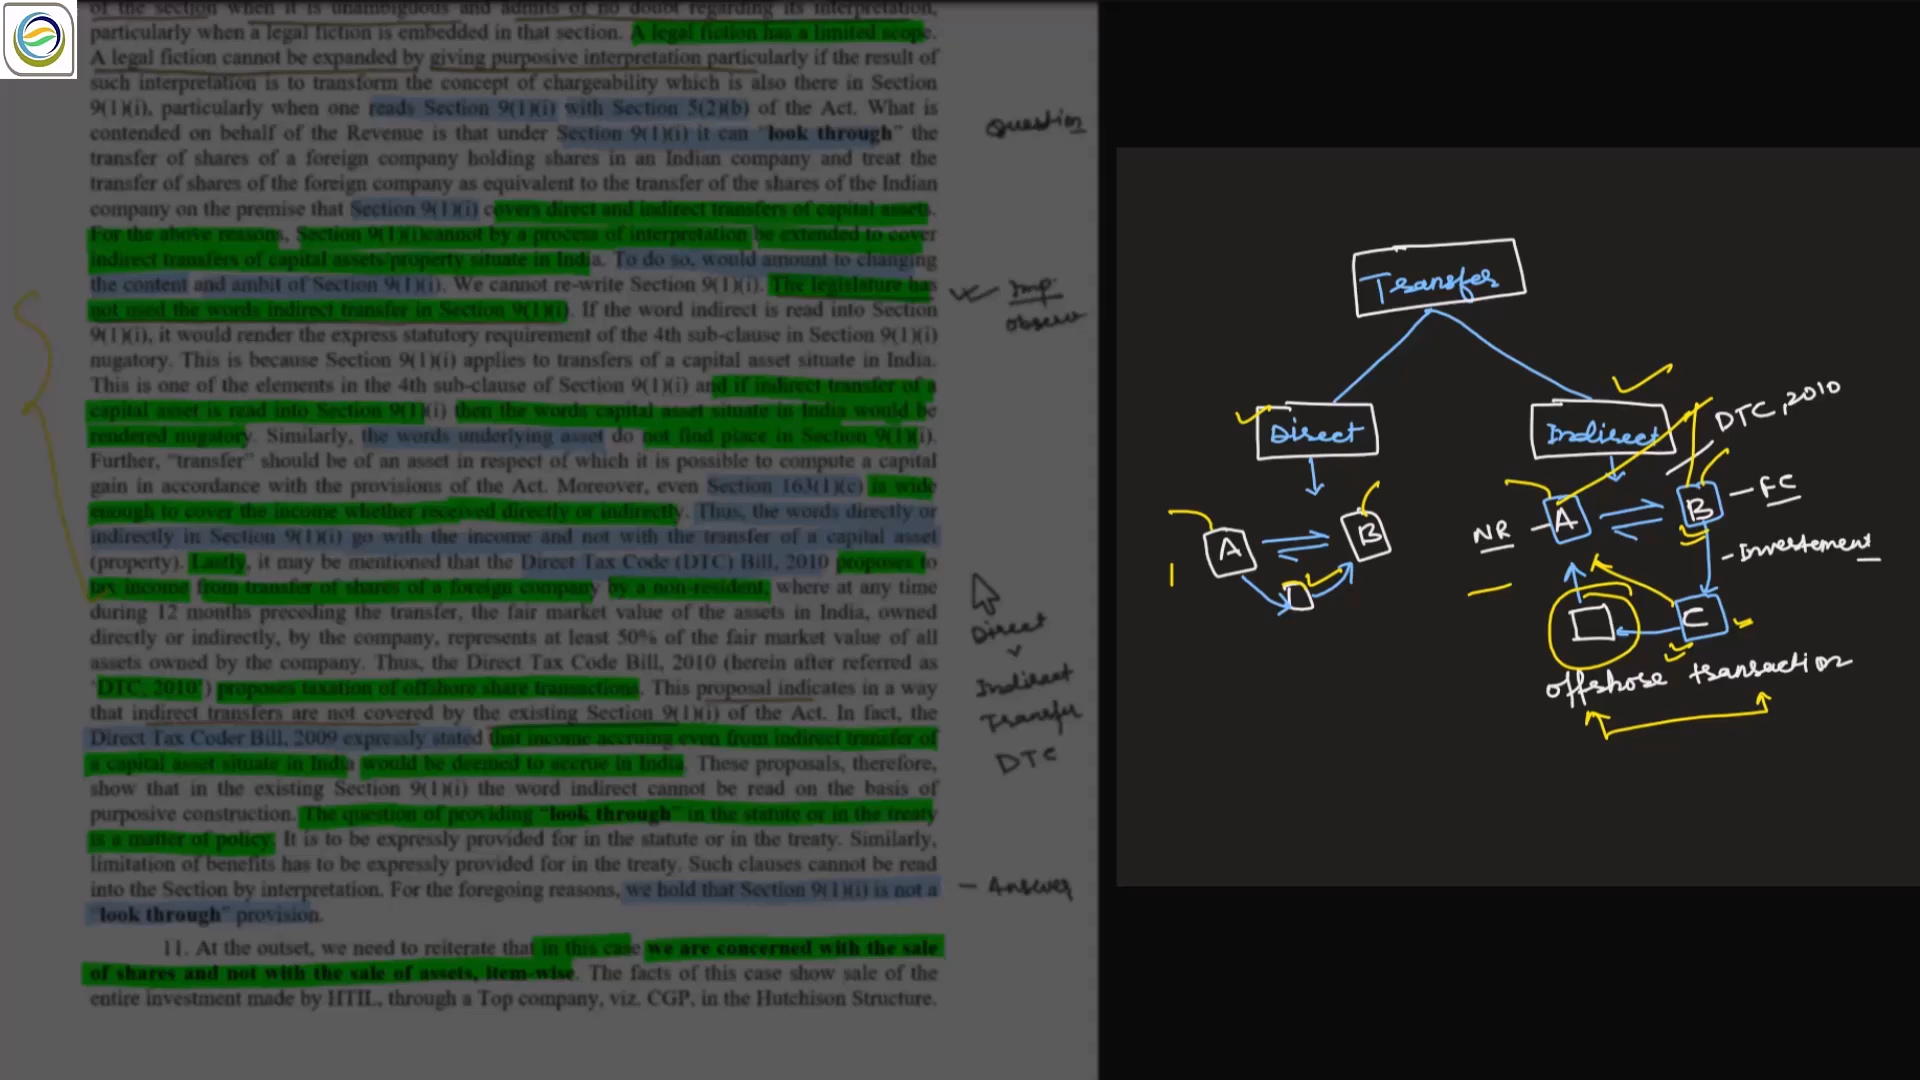 of the section when it is unambiguous and admits of no doubt regarding its interpretation,
particularly when a legal fiction is embedded in that section. A legal fiction has a limited scope.
A legal fiction cannot be expanded by giving purposive interpretation particularly if the result of
such interpretation is to transform the concept of chargeability which is also there in Section
9(1)(i), particularly when one reads Section 9(1)(i) with Section 5(2)(b) of the Act. What is
contended on behalf of the Revenue is that under Section 9(1)(i) it can "look through" the
transfer of shares of a foreign company holding shares in an Indian company and treat the
transfer of shares of the foreign company as equivalent to the transfer of the shares of the Indian
company on the premise that Section 9(1)(i) covers direct and indirect transfers of capital assets.
For the above reasons, Section 9(1)(i)cannot by a process of interpretation be extended to cover
indirect transfers of capital assets/property situate in India. To do so, would amount to changing
the content and ambit of Section 9(1)(i). We cannot re-write Section 9(1)(i). The legislature has
not used the words indirect transfer in Section 9(1)(i). If the word indirect is read into Section
9(1)(i), it would render the express statutory requirement of the 4th sub-clause in Section 9(1)(i)
nugatory. This is because Section 9(1)(i) applies to transfers of a capital asset situate in India.
This is one of the elements in the 4th sub-clause of Section 9(1)(i) and if indirect transfer of a
capital asset is read into Section 9(1)(i) then the words capital asset situate in India would be
rendered nugatory. Similarly, the words underlying asset do not find place in Section 9(1)(i).
Further, "transfer" should be of an asset in respect of which it is possible to compute a capital
gain in accordance with the provisions of the Act. Moreover, even Section 163(1)(c) is wide
enough to cover the income whether received directly or indirectly. Thus, the words directly or
indirectly in Section 9(1)(i) go with the income and not with the transfer of a capital asset
(property). Lastly, it may be mentioned that the Direct Tax Code (DTC) Bill, 2010 proposes to
tax income from transfer of shares of a foreign company by a non-resident, where at any time
during 12 months preceding the transfer, the fair market value of the assets in India, owned
directly or indirectly, by the company, represents at least 50% of the fair market value of all
assets owned by the company. Thus, the Direct Tax Code Bill, 2010 (herein after referred as
'DTC, 2010') proposes taxation of offshore share transactions. This proposal indicates in a way
that indirect transfers are not covered by the existing Section 9(1)(i) of the Act. In fact, the
Direct Tax Coder Bill, 2009 expressly stated that income accruing even from indirect transfer of
a capital asset situate in India would be deemed to accrue in India. These proposals, therefore,
show that in the existing Section 9(1)(i) the word indirect cannot be read on the basis of
purposive construction. The question of providing "look through" in the statute or in the treaty
is a matter of policy. It is to be expressly provided for in the statute or in the treaty. Similarly,
limitation of benefits has to be expressly provided for in the treaty. Such clauses cannot be read
into the Section by interpretation. For the foregoing reasons, we hold that Section 9(1)(i) is not a
"look through" provision.
11. At the outset, we need to reiterate that in this case we are concerned with the sale
of shares and not with the sale of assets, item-wise. The facts of this case show sale of the
entire investment made by HTIL, through a Top company, viz. CGP, in the Hutchison Structure.
Question
Imp.
observ
Direct
Indirect
Transfer
DTC
- Answer
Transfer
Direct
Indirect
DTC, 2010
A
B
NR - A
B - FC
- Investement
C
offshore transaction